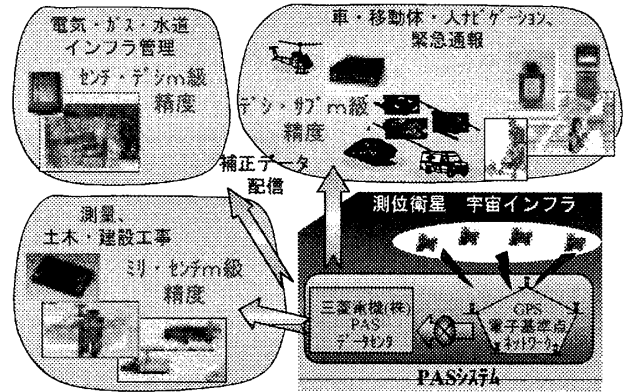 電気・ガス・水道
インフラ管理
センチ・デシm級
精度
車・移動体・人ナビゲーション、
緊急通報
デシ・サブm級
精度
補正データ
配信
測量、
土木・建設工事
ミリ・センチm級
精度
測位衛星 宇宙インフラ
三菱電機(株)
PAS
データセンタ
GPS
電子基準点
ネットワーク
PASシステム